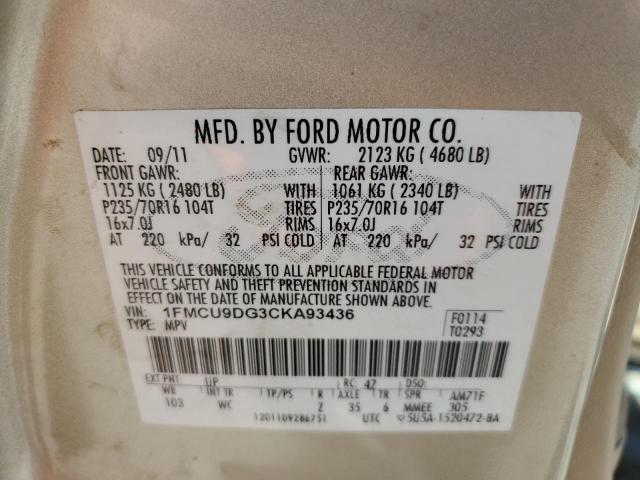 MFD. BY FORD MOTOR CO.
DATE: 09/11 GVWR: 2123 KG ( 4680 LB)
FRONT GAWR: REAR GAWR:
1125 KG ( 2480 LB) WITH 1061 KG ( 2340 LB) WITH
P235/70R16 104T TIRES P235/70R16 104T TIRES
16x7.0J RIMS 16x7.0J RIMS
AT 220 kPa/ 32 PSI COLD AT 220 kPa/ 32 PSI COLD
THIS VEHICLE CONFORMS TO ALL APPLICABLE FEDERAL MOTOR
VEHICLE SAFETY AND THEFT PREVENTION STANDARDS IN
EFFECT ON THE DATE OF MANUFACTURE SHOWN ABOVE.
VIN: 1FMCU9DG3CKA93436 F0114
TYPE: MPV T0293
EXT PNT: UP RC: 47 DSO:
WB INT TR TP/PS R AXLE TR SPR AM71F
103 WC Z 35 6 MMEE 305
1201109286751 UTC 5U5A-1520472-BA